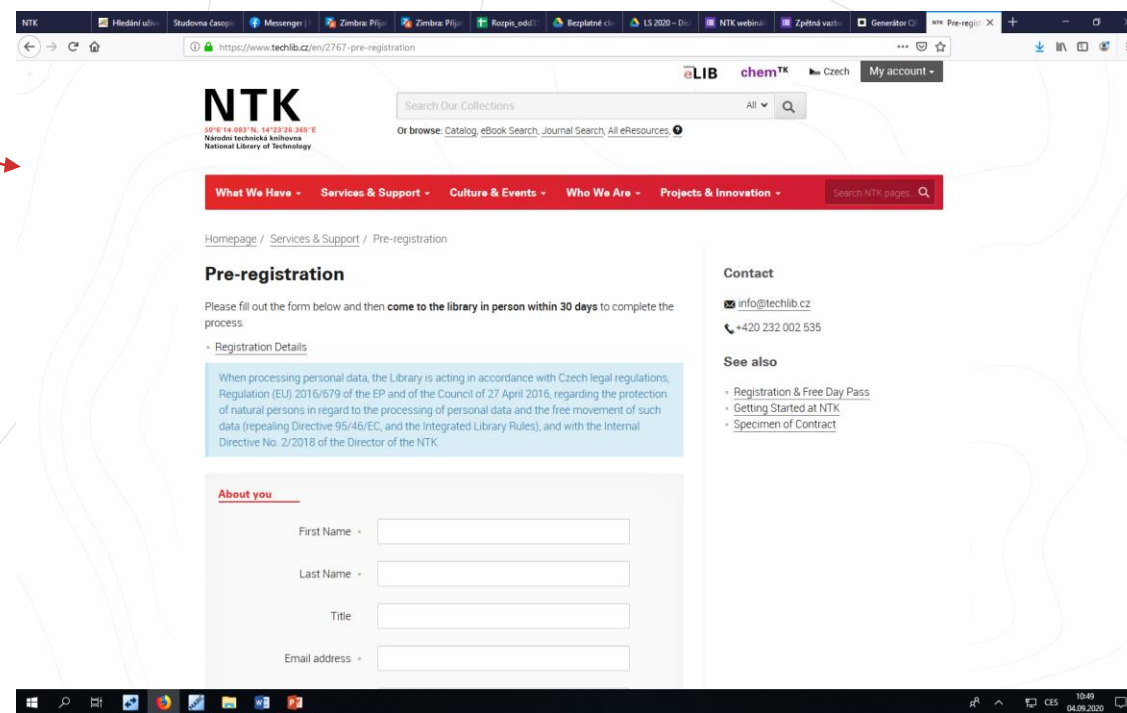 NTK
Hledání uživ
Studovna časopis
Messenger |
Zimbra: Přija
Zimbra: Přija
Rozpis_odd
Bezplatné
LS 2020 – Dis
NTK webinář
Zpětná vazba
Generátor
NTK Pre-regist
https://www.techlib.cz/en/2767-pre-registration
eLIB chemTK Czech My account
NTK
50°6'14.083"N, 14°23'26.365"E
Národní technická knihovna
National Library of Technology
Search Our Collections All
Or browse: Catalog, eBook Search, Journal Search, All eResources,
What We Have Services & Support Culture & Events Who We Are Projects & Innovation Search NTK pages...
Homepage / Services & Support / Pre-registration
Pre-registration
Please fill out the form below and then come to the library in person within 30 days to complete the
process.
Registration Details
When processing personal data, the Library is acting in accordance with Czech legal regulations,
Regulation (EU) 2016/679 of the EP and of the Council of 27 April 2016, regarding the protection
of natural persons in regard to the processing of personal data and the free movement of such
data (repealing Directive 95/46/EC, and the Integrated Library Rules), and with the Internal
Directive No. 2/2018 of the Director of the NTK.
About you
First Name
Last Name
Title
Email address
Contact
info@techlib.cz
+420 232 002 535
See also
Registration & Free Day Pass
Getting Started at NTK
Specimen of Contract
CES
10:49
04.09.2020